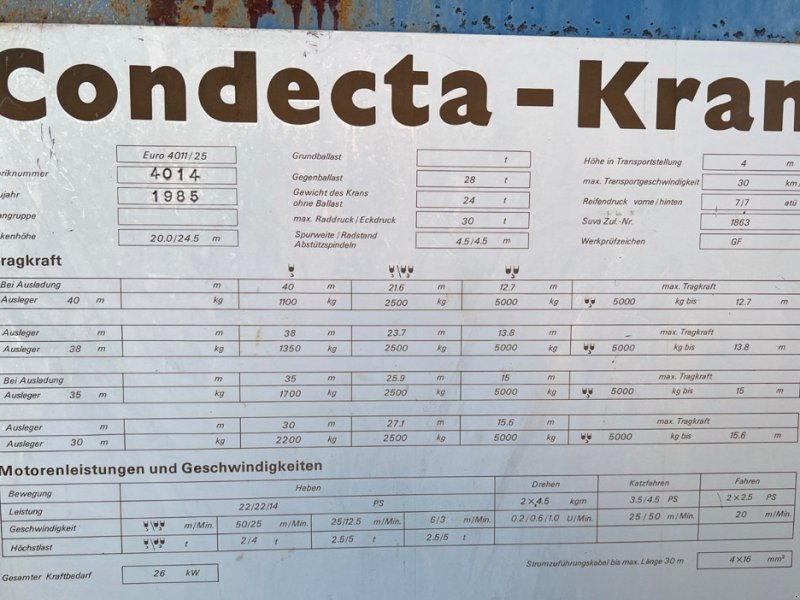 Condecta-Kran
Euro 4011/25
Grundballast t
Höhe in Transportstellung 4 m
riknummer 4014
Gegenballast 28 t
max. Transportgeschwindigkeit 30 km
ujahr 1985
Gewicht des Krans
ohne Ballast 24 t
Reifendruck vorne/hinten 7/7 atü
angruppe
max. Raddruck/Eckdruck 30 t
Suva Zul.-Nr. 1863
kenhöhe 20.0/24.5 m
Spurweite/Radstand
Abstützspindeln 4.5/4.5 m
Werkprüfzeichen GF
ragkraft
Bei Ausladung m 40 m 21.6 m 12.7 m max. Tragkraft
Ausleger 40 m kg 1100 kg 2500 kg 5000 kg 5000 kg bis 12.7 m
Ausleger m m 38 m 23.7 m 13.8 m max. Tragkraft
Ausleger 38 m kg 1350 kg 2500 kg 5000 kg 5000 kg bis 13.8 m
Bei Ausladung m 35 m 25.9 m 15 m max. Tragkraft
Ausleger 35 m kg 1700 kg 2500 kg 5000 kg 5000 kg bis 15 m
Ausleger m m 30 m 27.1 m 15.6 m max. Tragkraft
Ausleger 30 m kg 2200 kg 2500 kg 5000 kg 5000 kg bis 15.6 m
Motorenleistungen und Geschwindigkeiten
Bewegung Heben Drehen Katzfahren Fahren
Leistung 22/22/14 PS 2×4.5 kgm 3.5/4.5 PS 2×2.5 PS
Geschwindigkeit m/Min. 50/25 m/Min. 25/12.5 m/Min. 6/3 m/Min. 0.2/0.6/1.0 U/Min. 25/50 m/Min. 20 m/Min.
Höchstlast t 2/4 t 2.5/5 t 2.5/5 t
Gesamter Kraftbedarf 26 kW
Stromzuführungskabel bis max. Länge 30 m 4×16 mm²